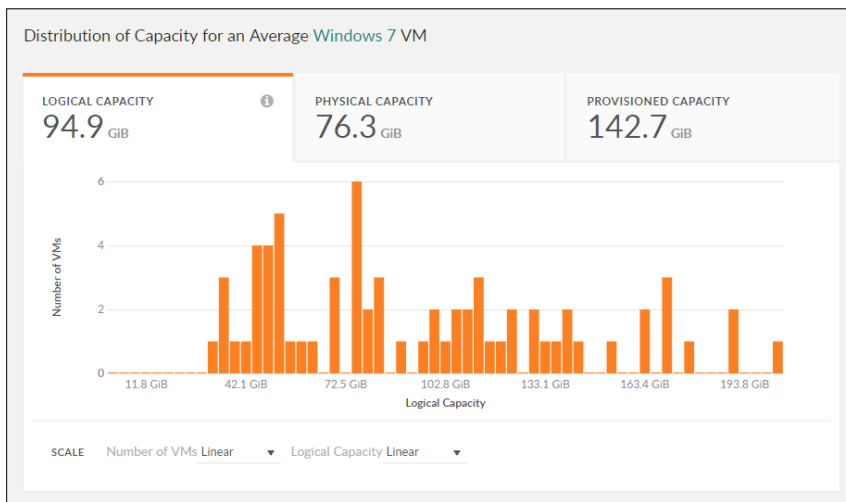 Distribution of Capacity for an Average Windows 7 VM
LOGICAL CAPACITY
94.9 GiB
PHYSICAL CAPACITY
76.3 GiB
PROVISIONED CAPACITY
142.7 GiB
Number of VMs
6
4
2
0
11.8 GiB 42.1 GiB 72.5 GiB 102.8 GiB 133.1 GiB 163.4 GiB 193.8 GiB
Logical Capacity
SCALE Number of VMs Linear Logical Capacity Linear